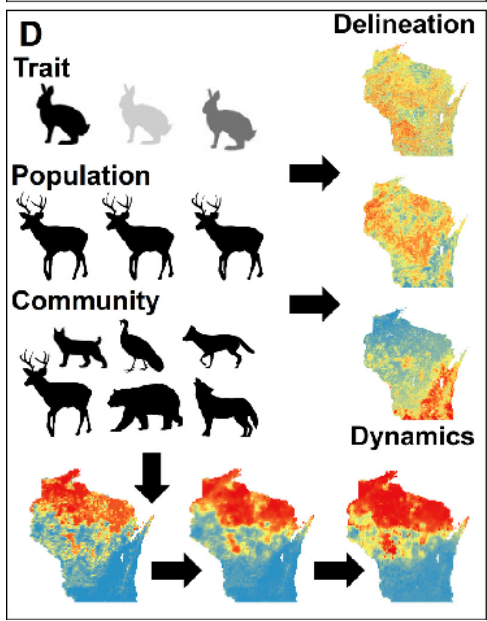 D
Delineation
Trait
Population
Community
Dynamics